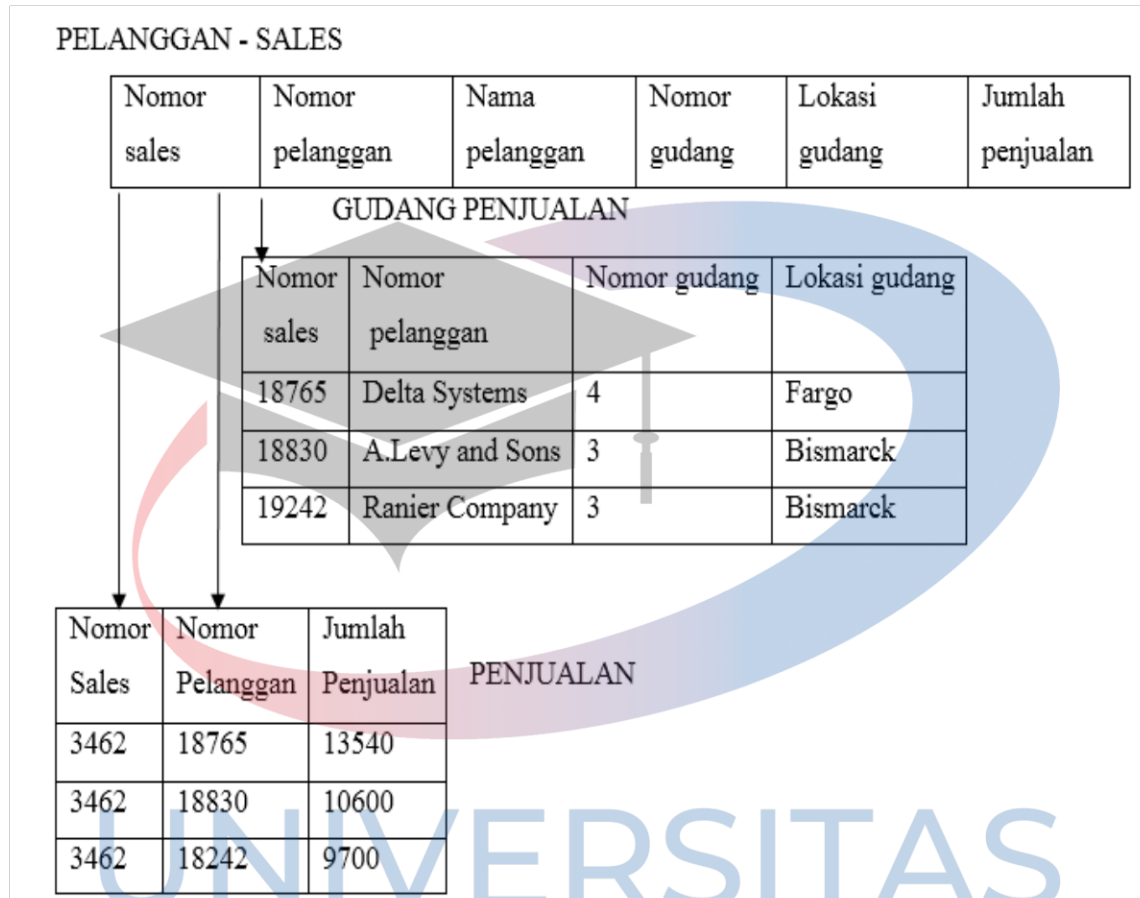 PELANGGAN - SALES
Nomor sales Nomor pelanggan Nama pelanggan Nomor gudang Lokasi gudang Jumlah penjualan
GUDANG PENJUALAN
Nomor sales Nomor pelanggan Nomor gudang Lokasi gudang
18765 Delta Systems 4 Fargo
18830 A.Levy and Sons 3 Bismarck
19242 Ranier Company 3 Bismarck
Nomor Sales Nomor Pelanggan Jumlah Penjualan
PENJUALAN
3462 18765 13540
3462 18830 10600
3462 18242 9700
UNIVERSITAS